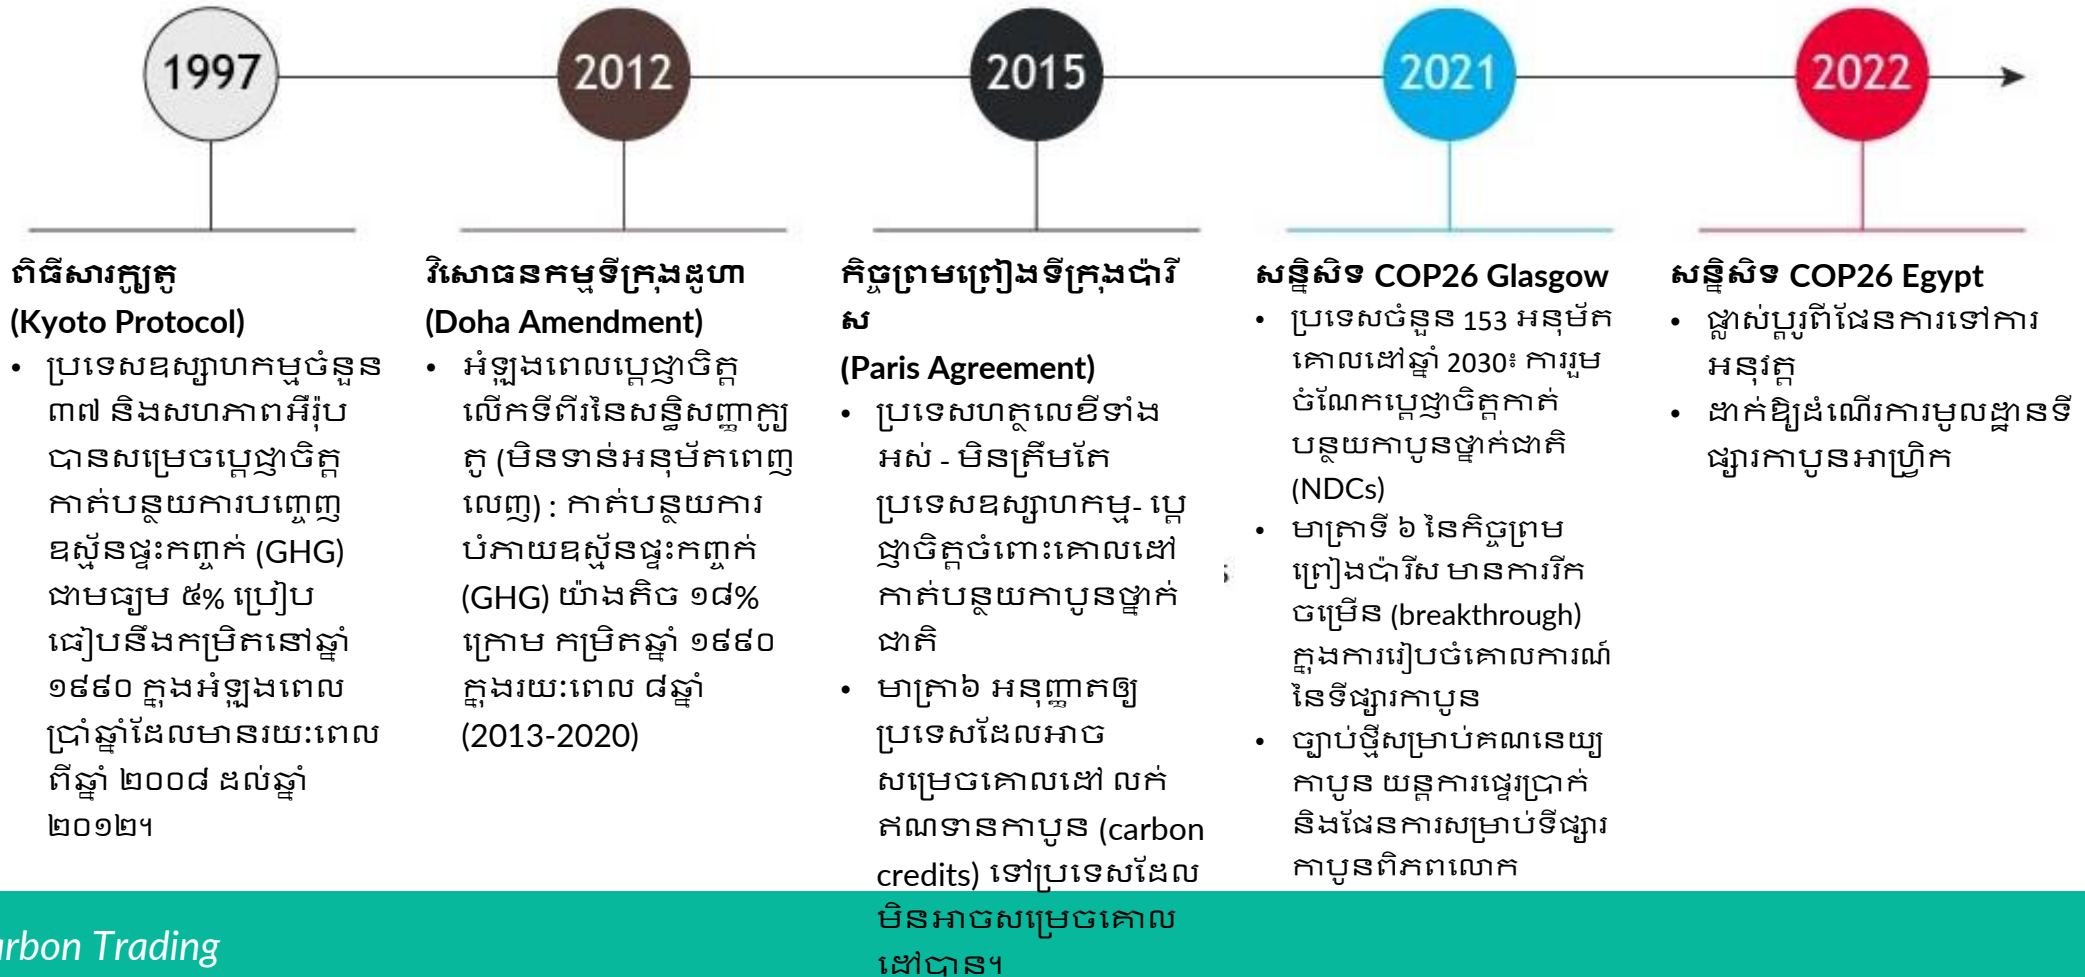 1997
2012
2015
2021
2022
ពិធីសារក្យូតូ
(Kyoto Protocol)
• ប្រទេសឧស្សាហកម្មចំនួន
៣៧ និងសហភាពអឺរ៉ុប
បានសម្រេចប្តេជ្ញាចិត្ត
កាត់បន្ថយការបញ្ចេញ
ឧស្ម័នផ្ទះកញ្ចក់ (GHG)
ជាមធ្យម ៥% ប្រៀប
ធៀបនឹងកម្រិតនៅឆ្នាំ
១៩៩០ ក្នុងអំឡុងពេល
ប្រាំឆ្នាំដែលមានរយៈពេល
ពីឆ្នាំ ២០០៨ ដល់ឆ្នាំ
២០១២។
វិសោធនកម្មទីក្រុងដូហា
(Doha Amendment)
• អំឡុងពេលប្តេជ្ញាចិត្ត
លើកទីពីរនៃសន្ធិសញ្ញាក្យូ
តូ (មិនទាន់អនុម័តពេញ
លេញ) : កាត់បន្ថយការ
បំភាយឧស្ម័នផ្ទះកញ្ចក់
(GHG) យ៉ាងតិច ១៨%
ក្រោម កម្រិតឆ្នាំ ១៩៩០
ក្នុងរយៈពេល ៨ឆ្នាំ
(2013-2020)
កិច្ចព្រមព្រៀងទីក្រុងប៉ារី
ស
(Paris Agreement)
• ប្រទេសហត្ថលេខីទាំង
អស់ - មិនត្រឹមតែ
ប្រទេសឧស្សាហកម្ម- ប្តេ
ជ្ញាចិត្តចំពោះគោលដៅ
កាត់បន្ថយកាបូនថ្នាក់
ជាតិ
• មាត្រា៦ អនុញ្ញាតឲ្យ
ប្រទេសដែលអាច
សម្រេចគោលដៅ លក់
ឥណទានកាបូន (carbon
credits) ទៅប្រទេសដែល
មិនអាចសម្រេចគោល
ដៅបាន។
សន្និសិទ COP26 Glasgow
• ប្រទេសចំនួន 153 អនុម័ត
គោលដៅឆ្នាំ 2030៖ ការរួម
ចំណែកប្តេជ្ញាចិត្តកាត់
បន្ថយកាបូនថ្នាក់ជាតិ
(NDCs)
• មាត្រាទី ៦ នៃកិច្ចព្រម
ព្រៀងប៉ារីស មានការរីក
ចម្រើន (breakthrough)
ក្នុងការរៀបចំគោលការណ៍
នៃទីផ្សារកាបូន
• ច្បាប់ថ្មីសម្រាប់គណនេយ្យ
កាបូន យន្តការផ្ទេរប្រាក់
និងផែនការសម្រាប់ទីផ្សារ
កាបូនពិភពលោក
សន្និសិទ COP26 Egypt
• ផ្លាស់ប្តូរពីផែនការទៅការ
អនុវត្ត
• ដាក់ឱ្យដំណើរការមូលដ្ឋានទី
ផ្សារកាបូនអាហ្វ្រិក
rbon Trading